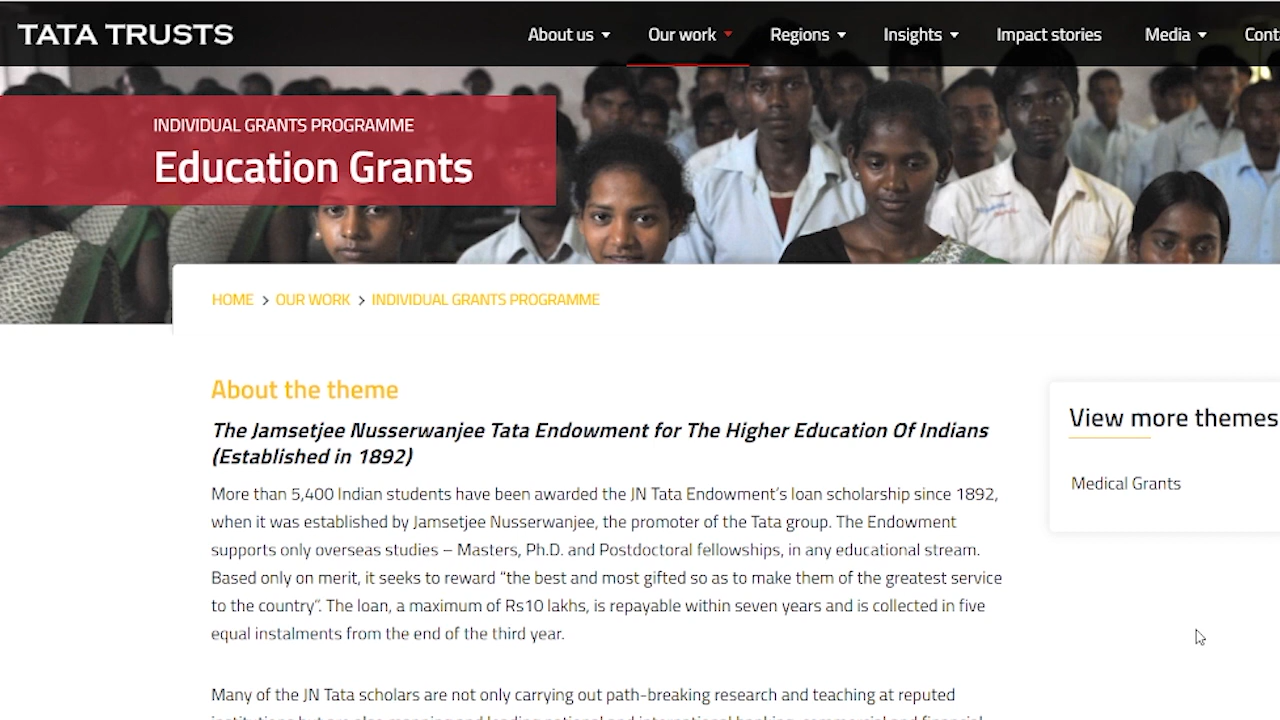 TATA TRUSTS
About us
Our work
Regions
Insights
Impact stories
Media
INDIVIDUAL GRANTS PROGRAMME
Education Grants
HOME > OUR WORK > INDIVIDUAL GRANTS PROGRAMME
About the theme
The Jamsetjee Nusserwanjee Tata Endowment for The Higher Education Of Indians
(Established in 1892)
More than 5,400 Indian students have been awarded the JN Tata Endowment’s loan scholarship since 1892,
when it was established by Jamsetjee Nusserwanjee, the promoter of the Tata group. The Endowment
supports only overseas studies – Masters, Ph.D. and Postdoctoral fellowships, in any educational stream.
Based only on merit, it seeks to reward “the best and most gifted so as to make them of the greatest service
to the country”. The loan, a maximum of Rs10 lakhs, is repayable within seven years and is collected in five
equal instalments from the end of the third year.
View more themes
Medical Grants
Many of the JN Tata scholars are not only carrying out path-breaking research and teaching at reputed